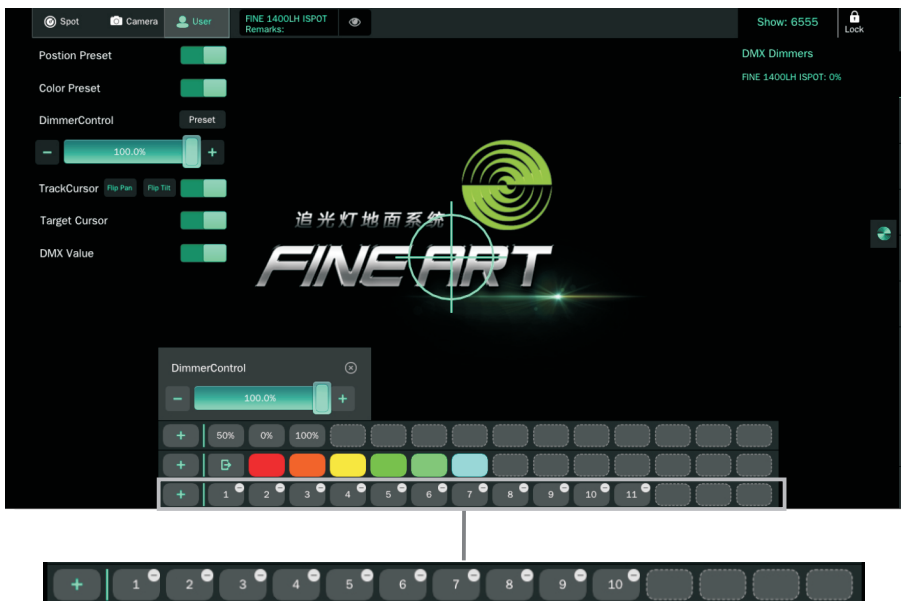 Spot Camera User FINE 1400LH ISPOT Show: 6555
Remarks: Lock
Postion Preset DMX Dimmers
Color Preset FINE 1400LH ISPOT: 0%
DimmerControl Preset
− 100.0% +
TrackCursor Flip Pan Flip Tilt
Target Cursor
DMX Value
追光灯地面系统
FINE ART
DimmerControl
− 100.0% +
+ 50% 0% 100%
+
+ 1 2 3 4 5 6 7 8 9 10 11
+ 1 2 3 4 5 6 7 8 9 10